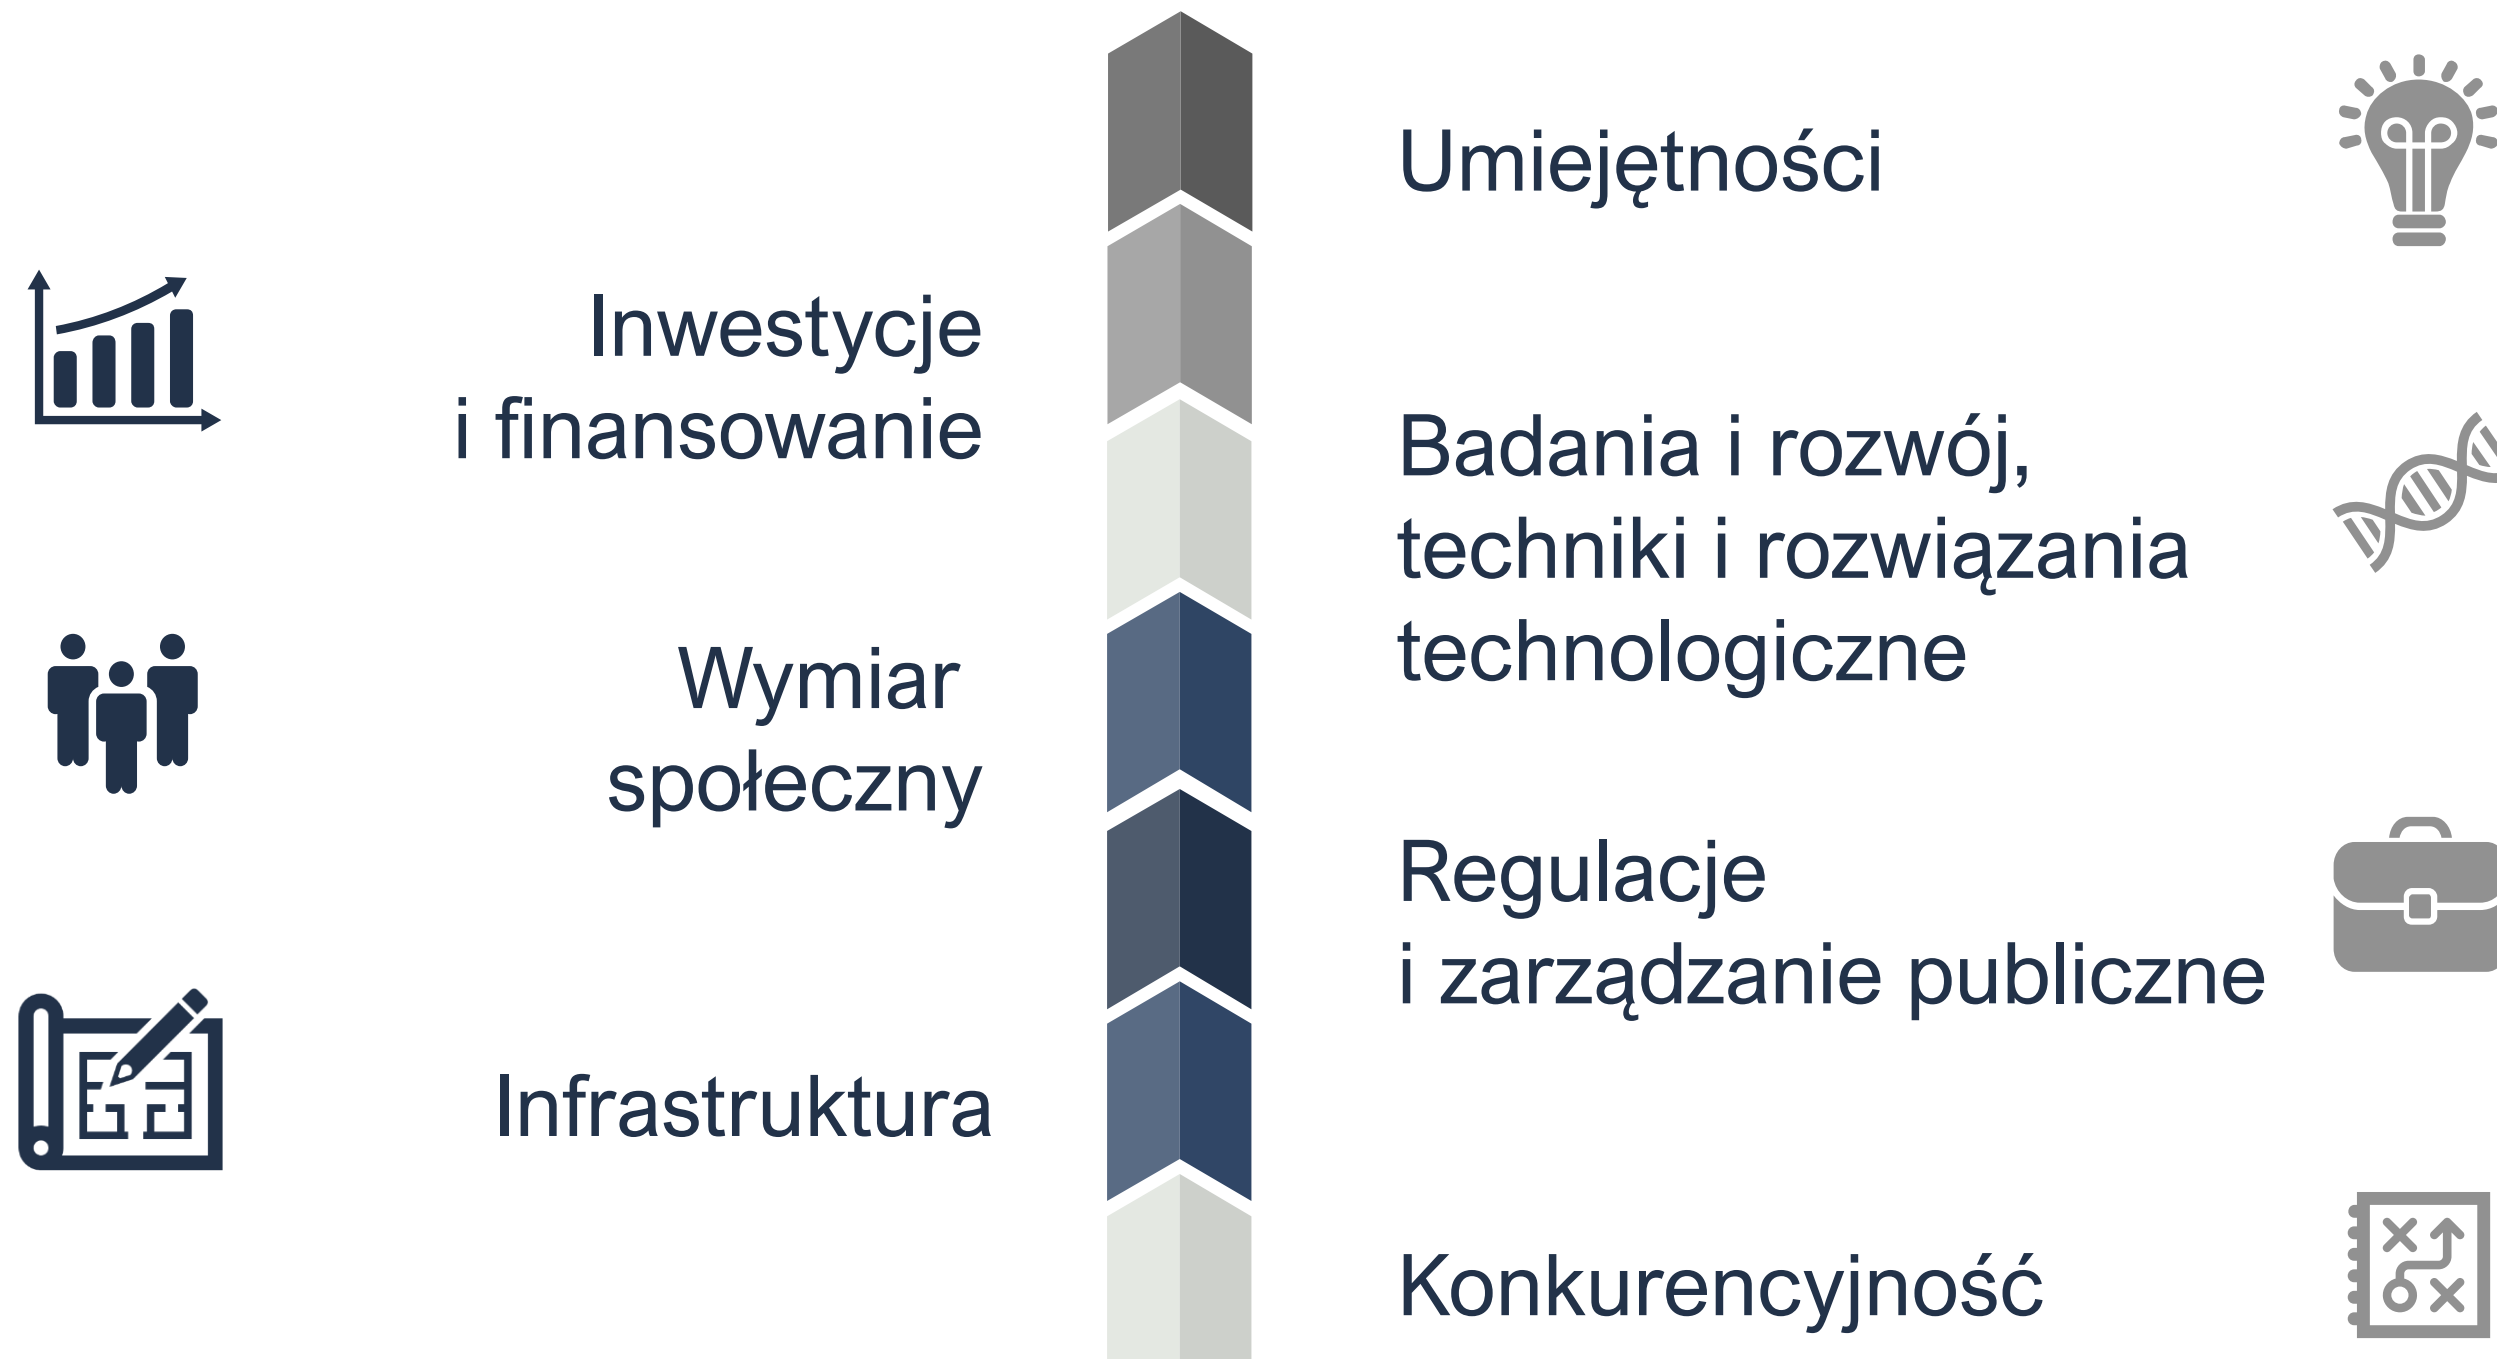 Umiejętności
Inwestycje
i finansowanie
Badania i rozwój,
techniki i rozwiązania
technologiczne
Wymiar
społeczny
Regulacje
i zarządzanie publiczne
Infrastruktura
Konkurencyjność